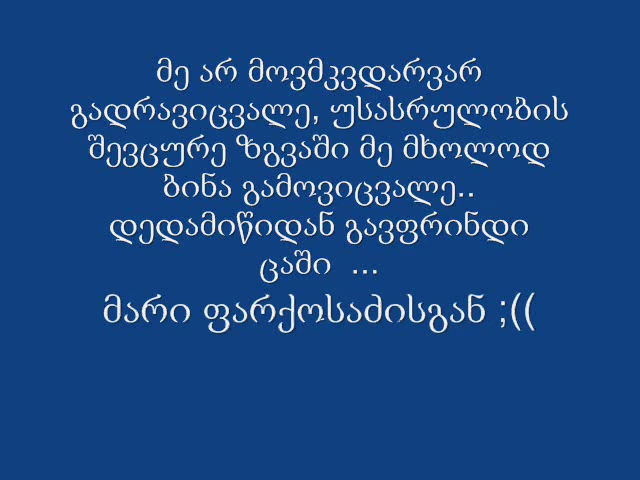 მე არ მოვმკვდარვარ
გადრავიცვალე, უსასრულობის
შევცურე ზგვაში მე მხოლოდ
ბინა გამოვიცვალე..
დედამიწიდან გავფრინდი
ცაში ...
მარი ფარქოსაძისგან ;((